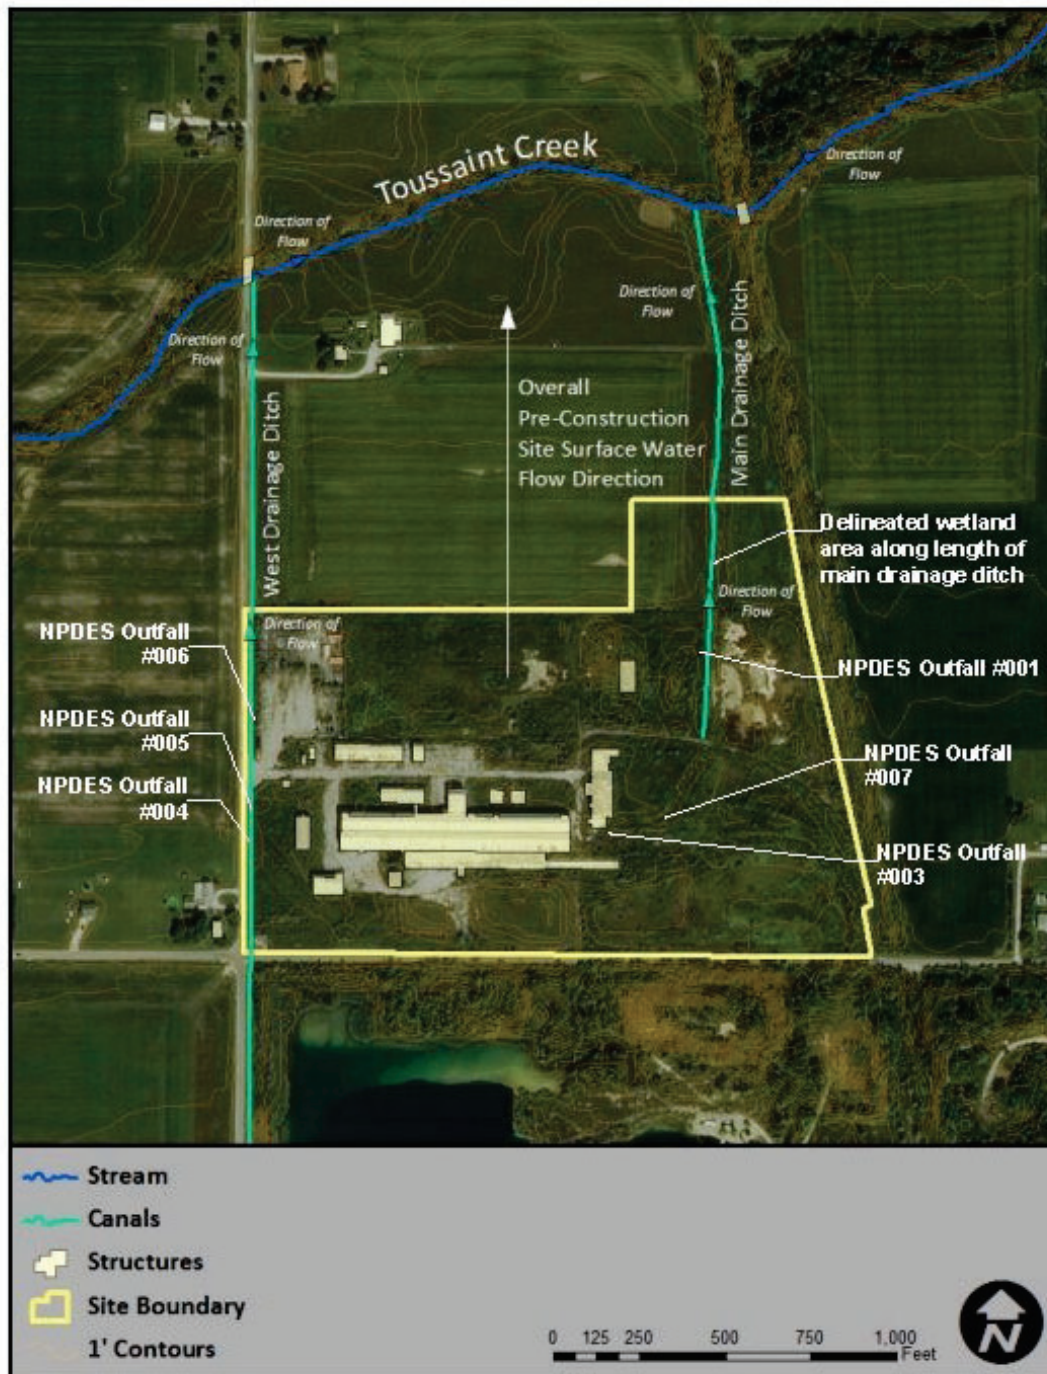 Toussaint Creek
Direction of
Flow
Direction of
Flow
Direction of
Flow
Direction of
Flow
West Drainage Ditch
Main Drainage Ditch
Overall
Pre-Construction
Site Surface Water
Flow Direction
Delineated wetland
area along length of
main drainage ditch
Direction of
Flow
Direction of
Flow
NPDES Outfall
#006
NPDES Outfall #001
NPDES Outfall
#005
NPDES Outfall
#007
NPDES Outfall
#004
NPDES Outfall
#003
Stream
Canals
Structures
Site Boundary
1' Contours
0 125 250 500 750 1,000
Feet
N